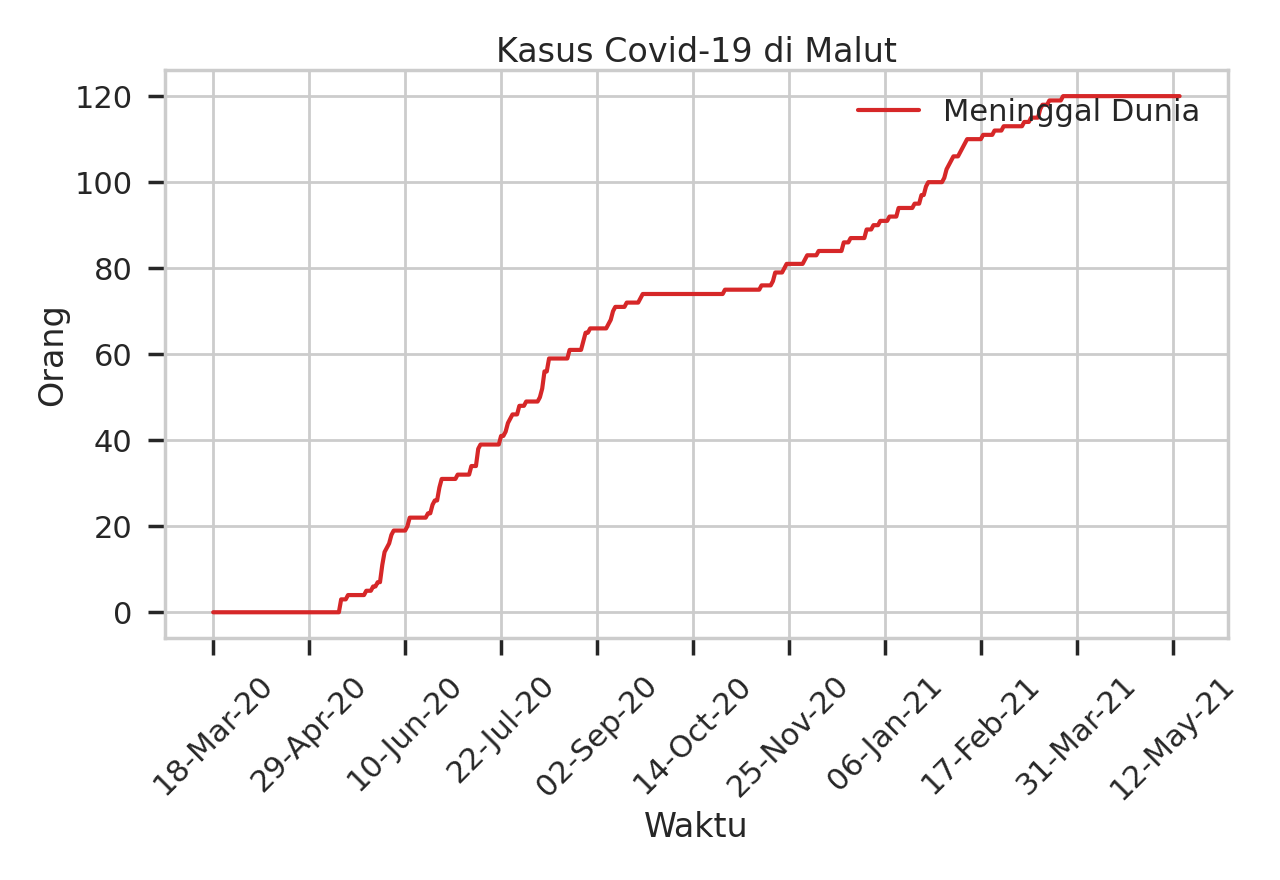 Kasus Covid-19 di Malut
Meninggal Dunia
120
100
80
60
40
20
0
Orang
18-Mar-20
29-Apr-20
10-Jun-20
22-Jul-20
02-Sep-20
14-Oct-20
25-Nov-20
06-Jan-21
17-Feb-21
31-Mar-21
12-May-21
Waktu